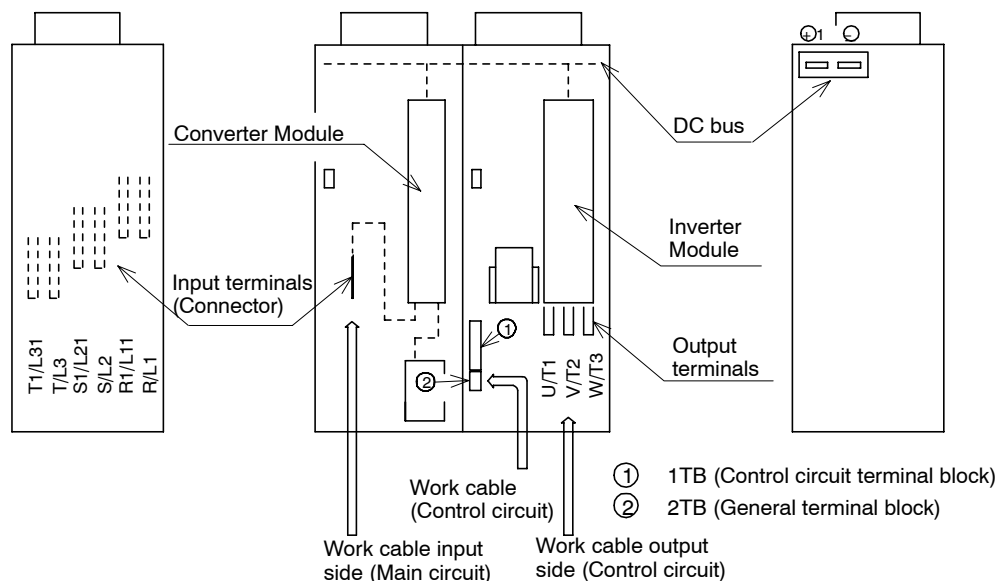 + 1 −
DC bus
Converter Module
Inverter
Module
Input terminals
(Connector)
Output
terminals
T1/L31
T/L3
S1/L21
S/L2
R1/L11
R/L1
1
2
U/T1
V/T2
W/T3
Work cable
(Control circuit)
1 1TB (Control circuit terminal block)
2 2TB (General terminal block)
Work cable input
side (Main circuit)
Work cable output
side (Control circuit)